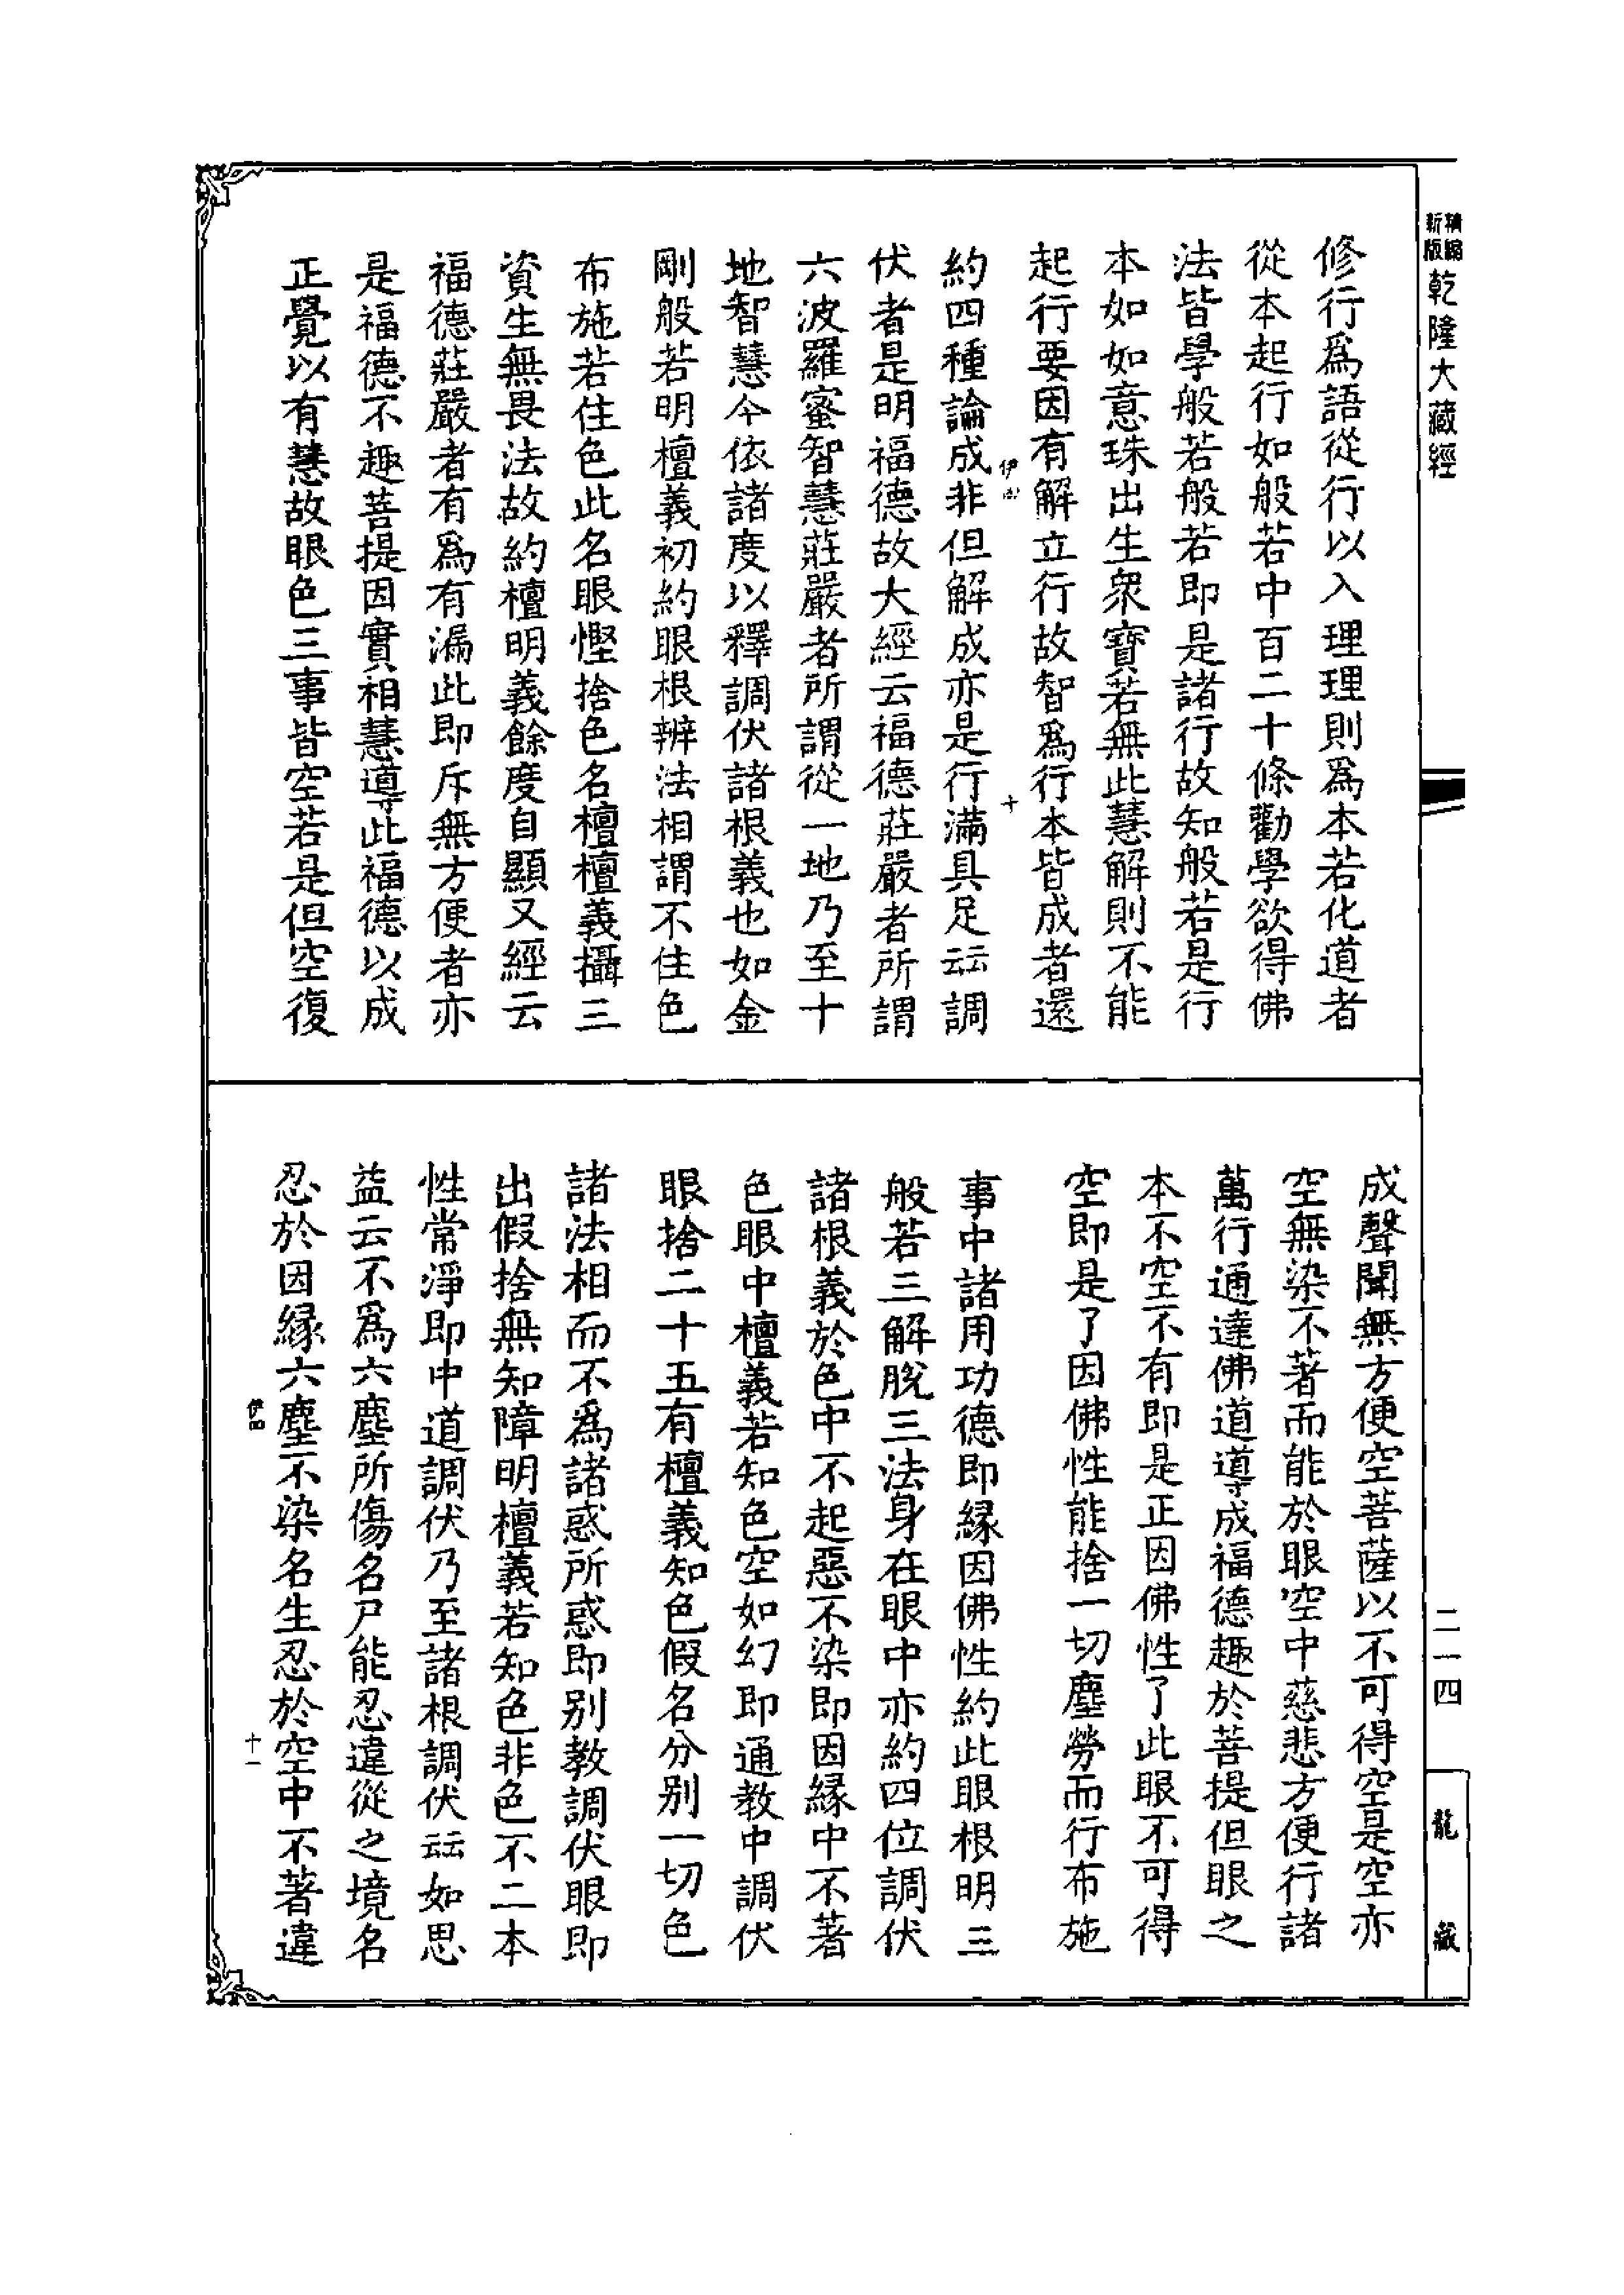 精縮新版乾隆大藏經
修行爲語從行以入理理則爲本若化道者
從本起行如般若中百二十條勸學欲得佛
法皆學般若般若即是諸行故知般若是行
本如如意珠出生衆寶若無此慧解則不能
起行要因有解立行故智爲行本皆成者還
伊四
十
約四種論成非但解成亦是行滿具足云云調
伏者是明福德故大經云福德莊嚴者所謂
六波羅蜜智慧莊嚴者所謂從一地乃至十
地智慧今依諸度以釋調伏諸根義也如金
剛般若明檀義初約眼根辨法相謂不住色
布施若住色此名眼慳捨色名檀檀義攝三
資生無畏法故約檀明義餘度自顯又經云
福德莊嚴者有爲有漏此即斥無方便者亦
是福德不趣菩提因實相慧導此福德以成
正覺以有慧故眼色三事皆空若是但空復
成聲聞無方便空菩薩以不可得空是空亦
空無染不著而能於眼空中慈悲方便行諸
萬行通達佛道導成福德趣於菩提但眼之
本不空不有即是正因佛性了此眼不可得
空即是了因佛性能捨一切塵勞而行布施
事中諸用功德即緣因佛性約此眼根明三
般若三解脫三法身在眼中亦約四位調伏
諸根義於色中不起惡不染即因緣中不著
色眼中檀義若知色空如幻即通教中調伏
眼捨二十五有檀義知色假名分別一切色
諸法相而不爲諸惑所惑即別教調伏眼即
出假捨無知障明檀義若知色非色不二本
性常淨即中道調伏乃至諸根調伏云云如思
益云不爲六塵所傷名尸能忍違從之境名
忍於因緣六塵不染名生忍於空中不著違
伊四
十一
二一四
龍藏